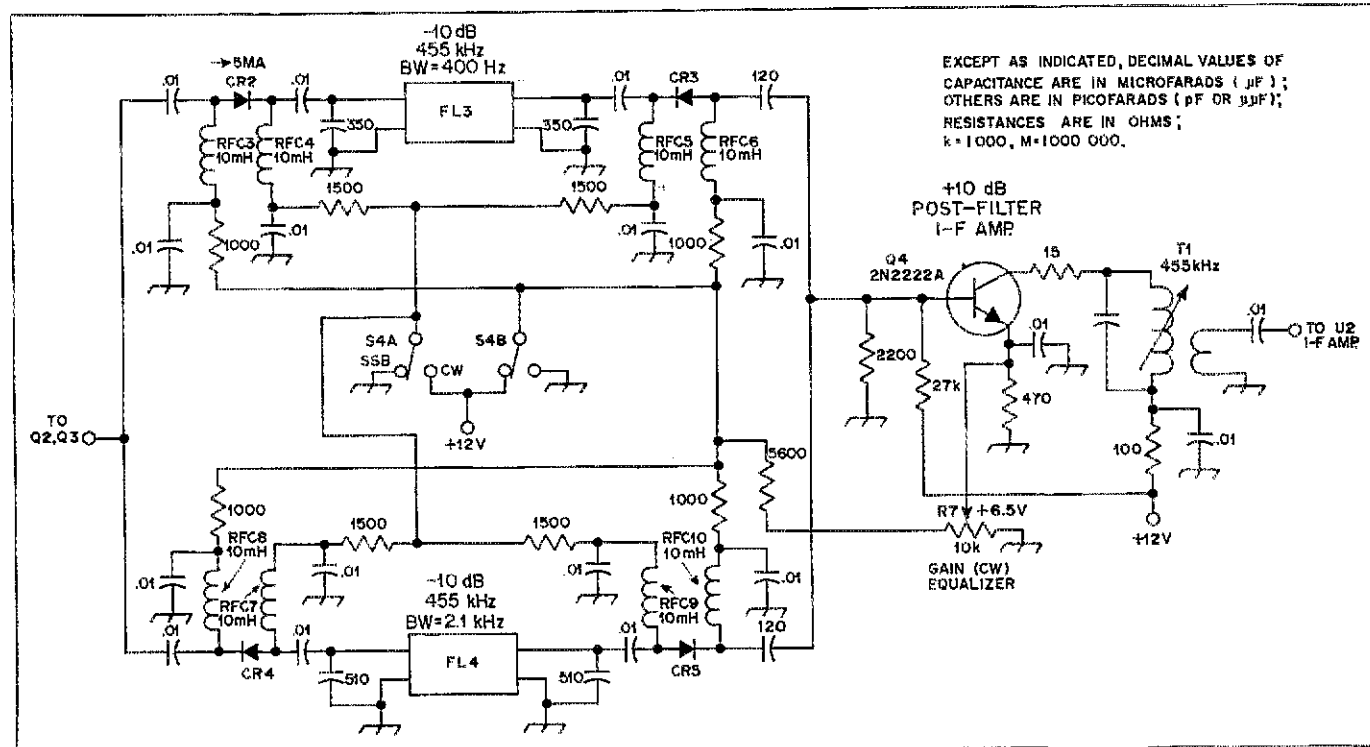 -10 dB
455 kHz
BW=400 Hz
→5MA
.01
CR2
.01
FL3
.01
CR3
120
350
350
RFC3
10mH
RFC4
10mH
RFC5
10mH
RFC6
10mH
1500
1500
.01
.01
1000
.01
1000
.01
EXCEPT AS INDICATED, DECIMAL VALUES OF
CAPACITANCE ARE IN MICROFARADS ( µF ) ;
OTHERS ARE IN PICOFARADS ( pF OR µµF);
RESISTANCES ARE IN OHMS ;
k=1000, M=1000 000.
+10 dB
POST-FILTER
I-F AMP.
Q4
2N2222A
15
T1
455kHz
.01
TO U2
I-F AMP.
.01
2200
27k
470
100
.01
+12V
S4A
S4B
SSB
CW
+12V
TO
Q2,Q3
5600
R7
+6.5V
10k
GAIN (CW)
EQUALIZER
1000
1500
1500
1000
RFC8
10mH
RFC10
10mH
.01
.01
.01
.01
RFC7
10mH
RFC9
10mH
-10 dB
455 kHz
BW=2.1 kHz
.01
CR4
.01
FL4
.01
CR5
120
510
510